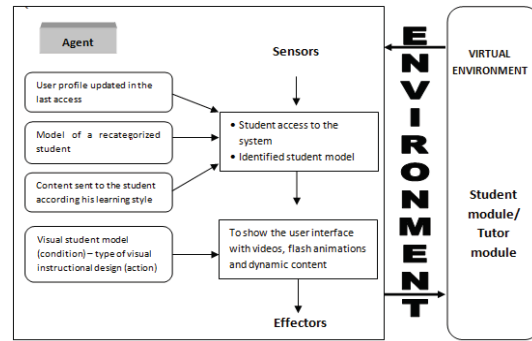 Agent
Sensors
User profile updated in the
last access
Model of a recategorized
student
Content sent to the student
according his learning style
Visual student model
(condition) – type of visual
instructional design (action)
• Student access to the
system
• Identified student model
To show the user interface
with videos, flash animations
and dynamic content
Effectors
ENVIRONMENT
VIRTUAL
ENVIRONMENT
Student
module/
Tutor
module